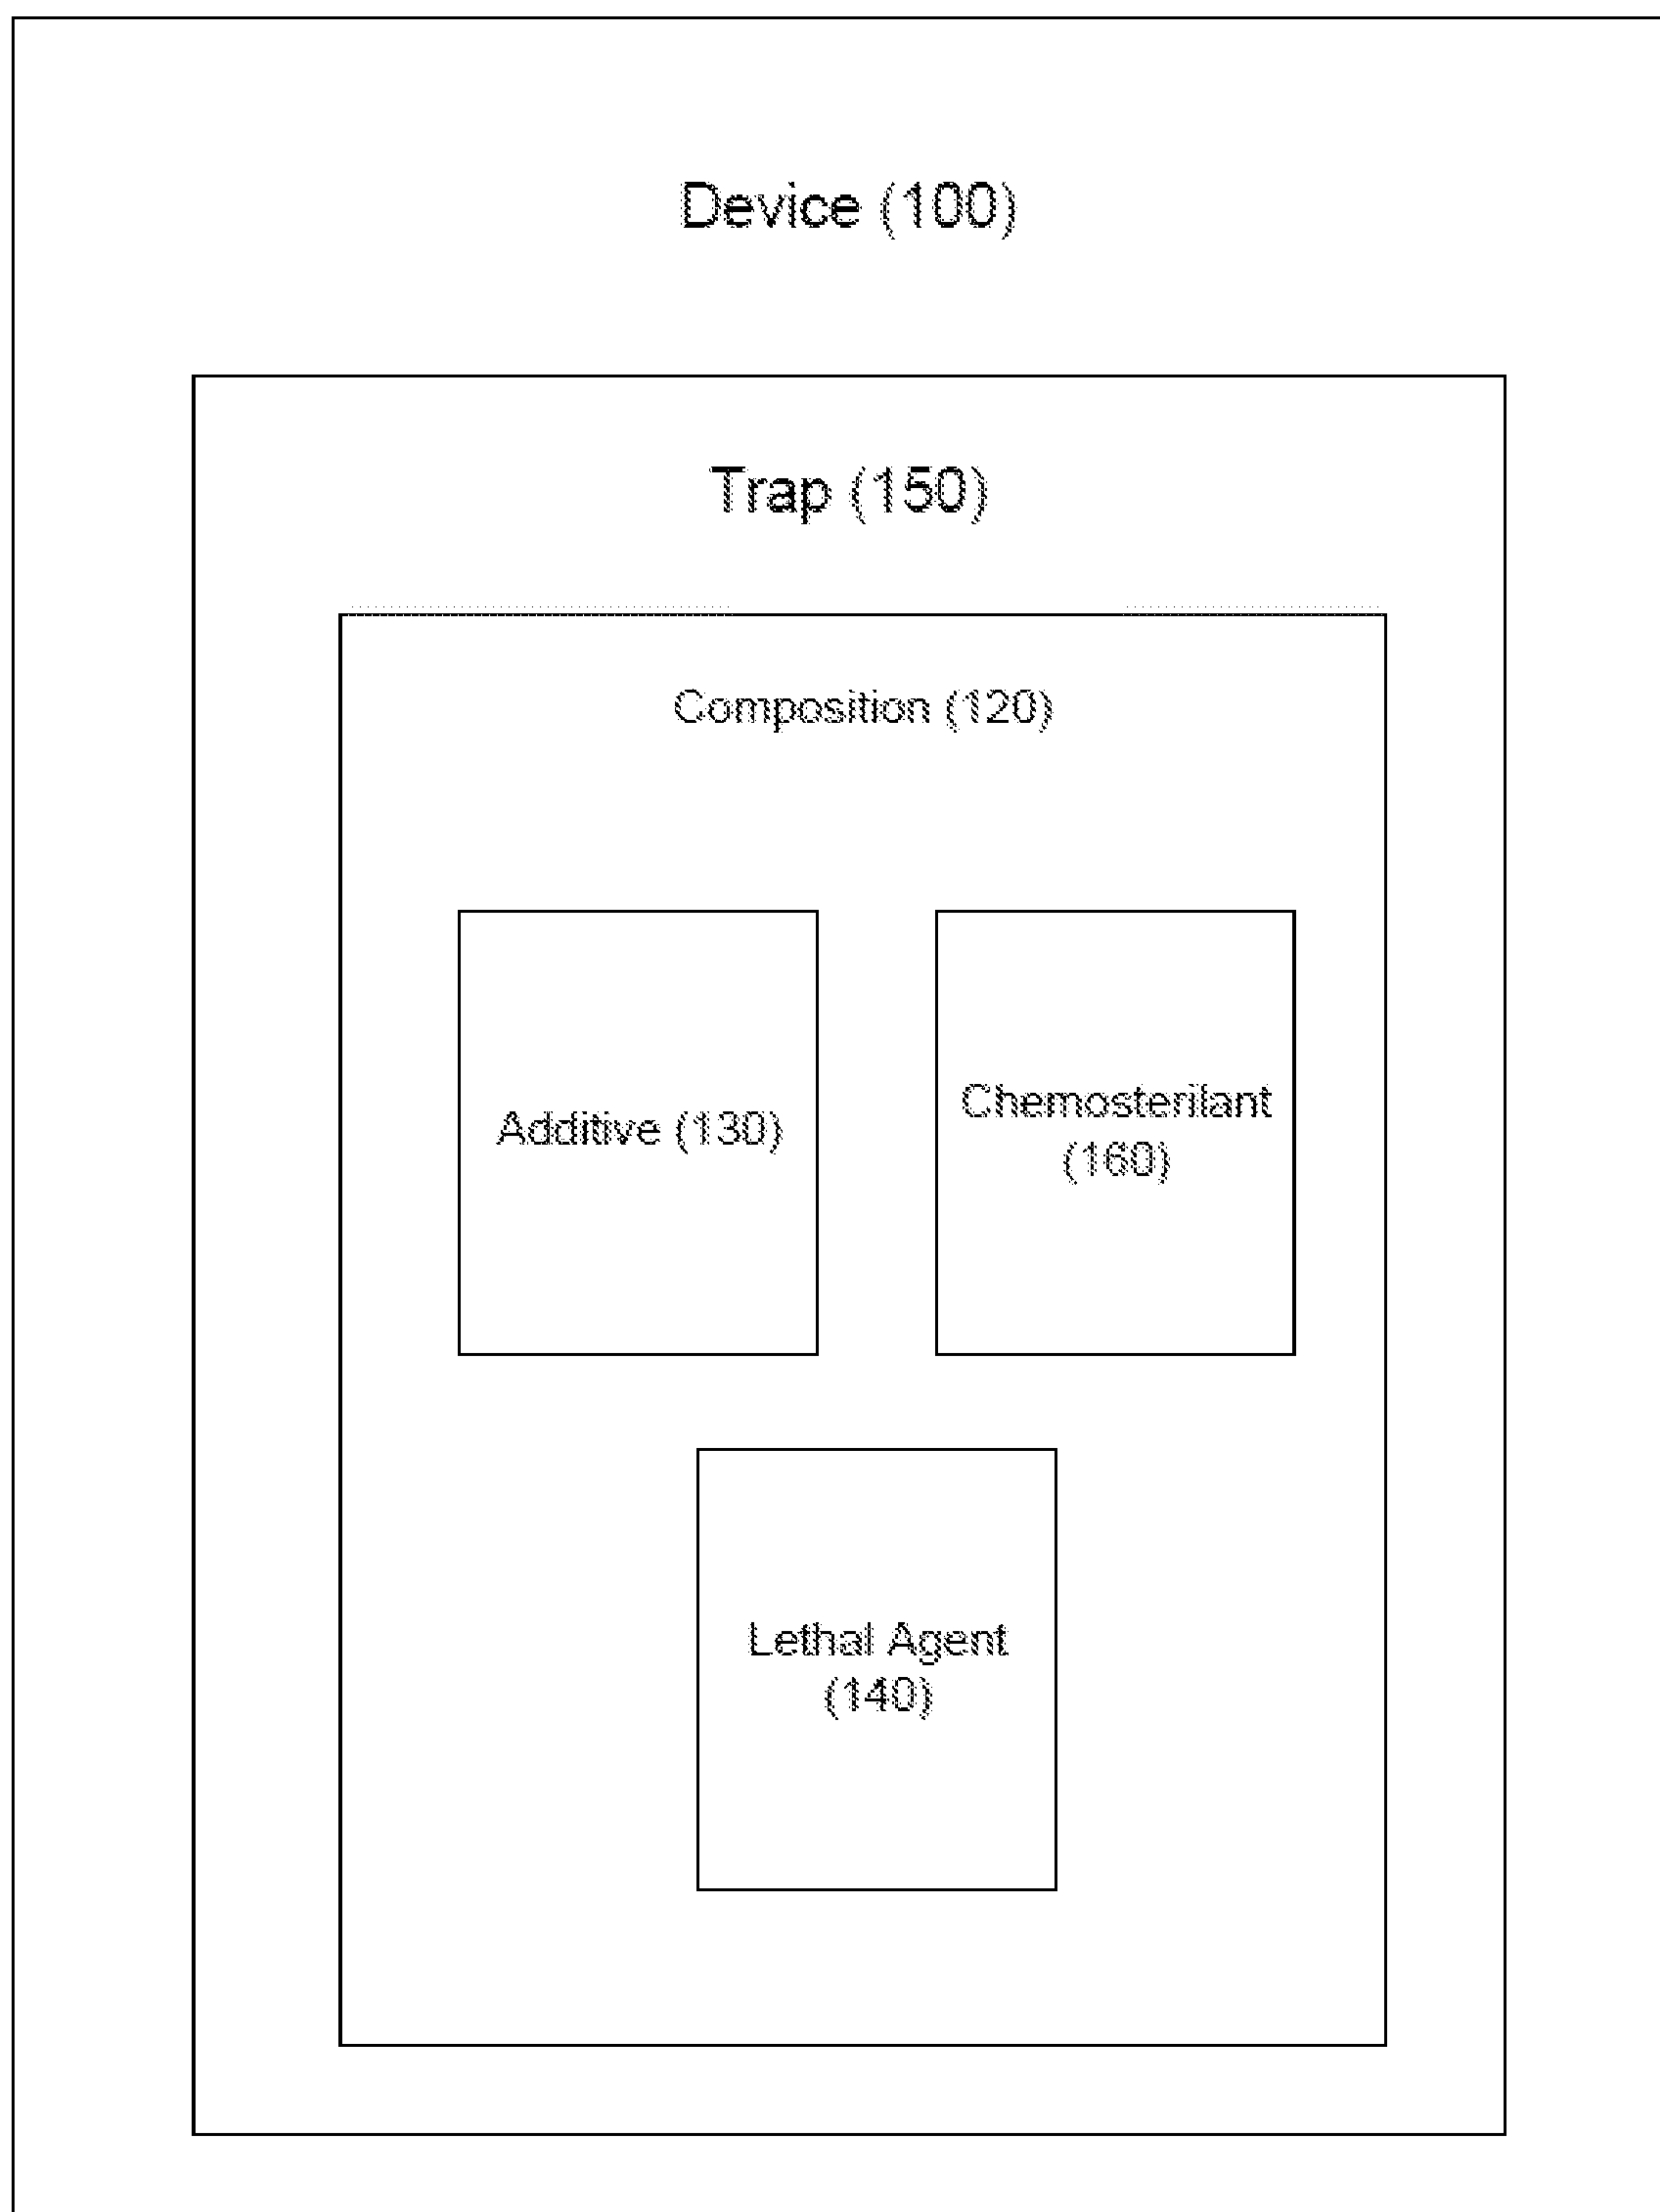 Device (100)
Trap (150)
Composition (120)
Additive (130)
Chemosterilant
(160)
Lethal Agent
(140)